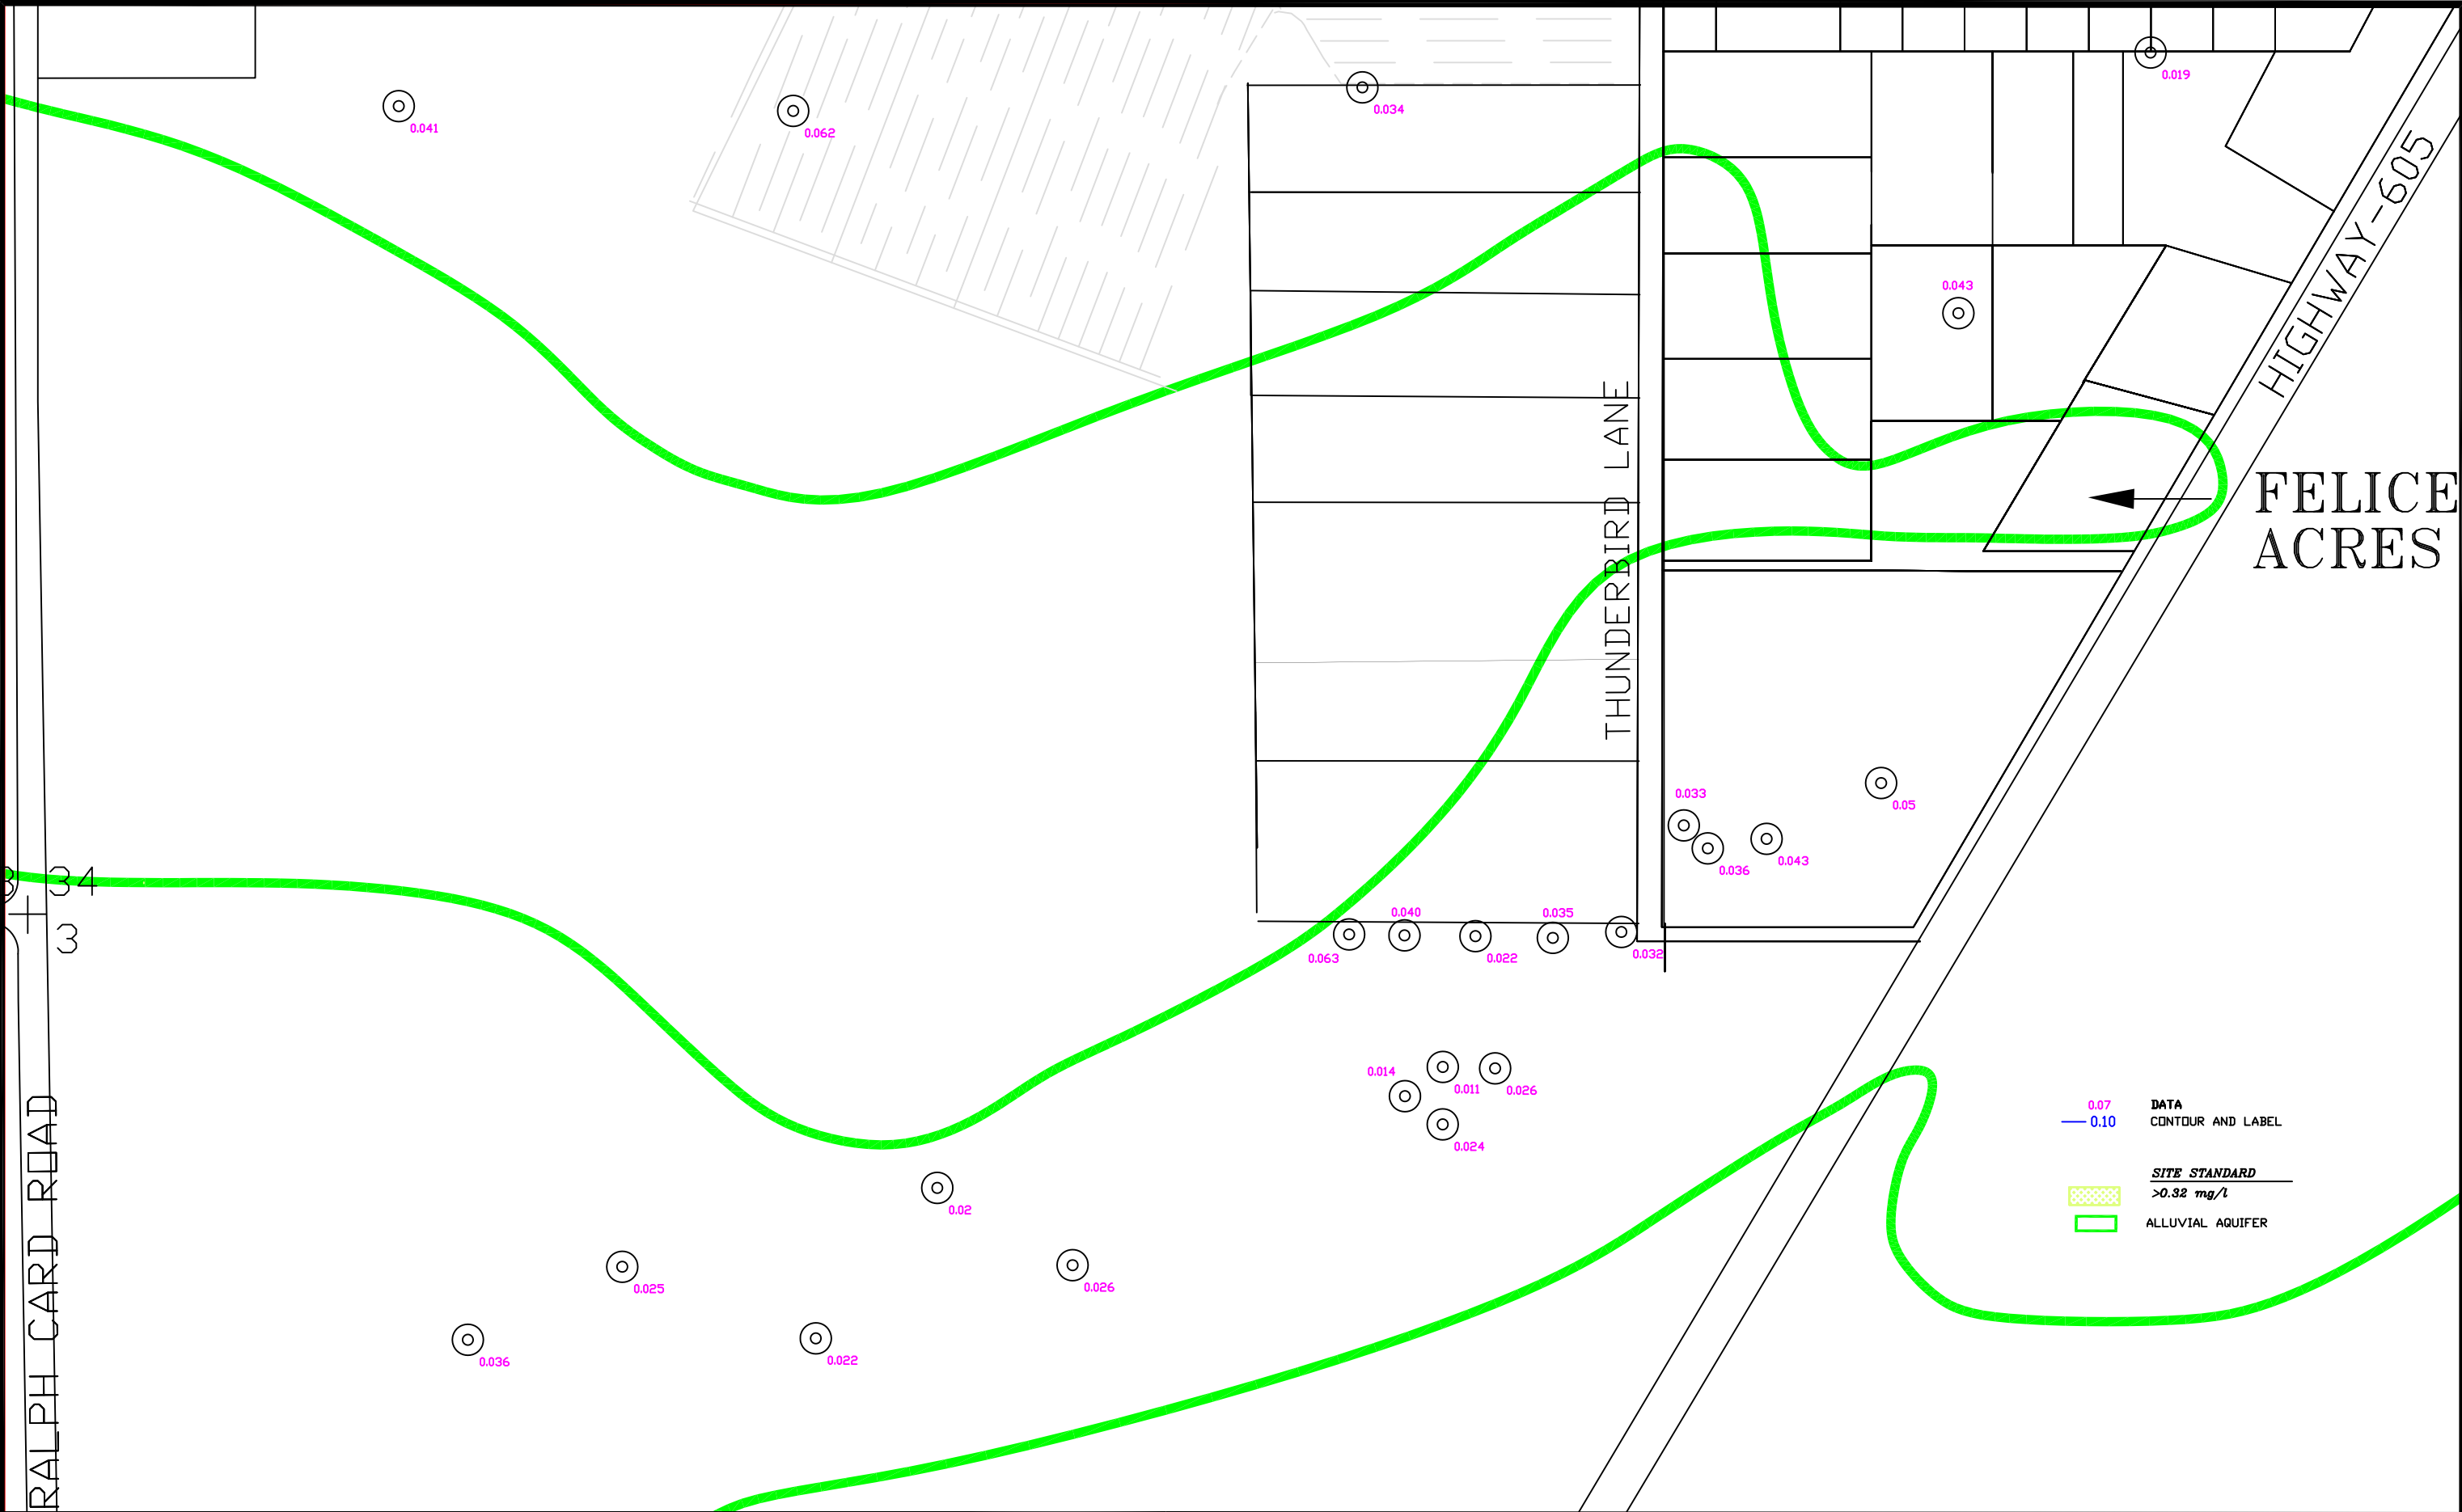 0.019
0.034
0.041
0.062
HIGHWAY-605
0.043
THUNDERBIRD LANE
FELICE
ACRES
0.033
0.05
0.036
0.043
34
3
0.040
0.035
0.063
0.022
0.032
0.014
0.011
0.026
0.024
0.07 DATA
0.10 CONTOUR AND LABEL
SITE STANDARD
>0.32 mg/l
ALLUVIAL AQUIFER
0.02
0.025
0.026
0.036
0.022
RALPH CARD ROAD